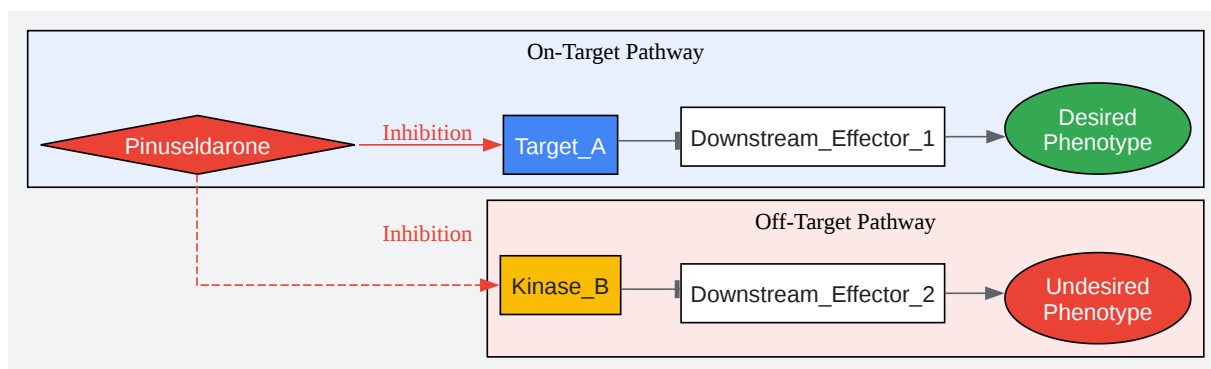 On-Target Pathway
Pinuseldarone
Inhibition
Target_A
Downstream_Effector_1
Desired
Phenotype
Inhibition
Off-Target Pathway
Kinase_B
Downstream_Effector_2
Undesired
Phenotype